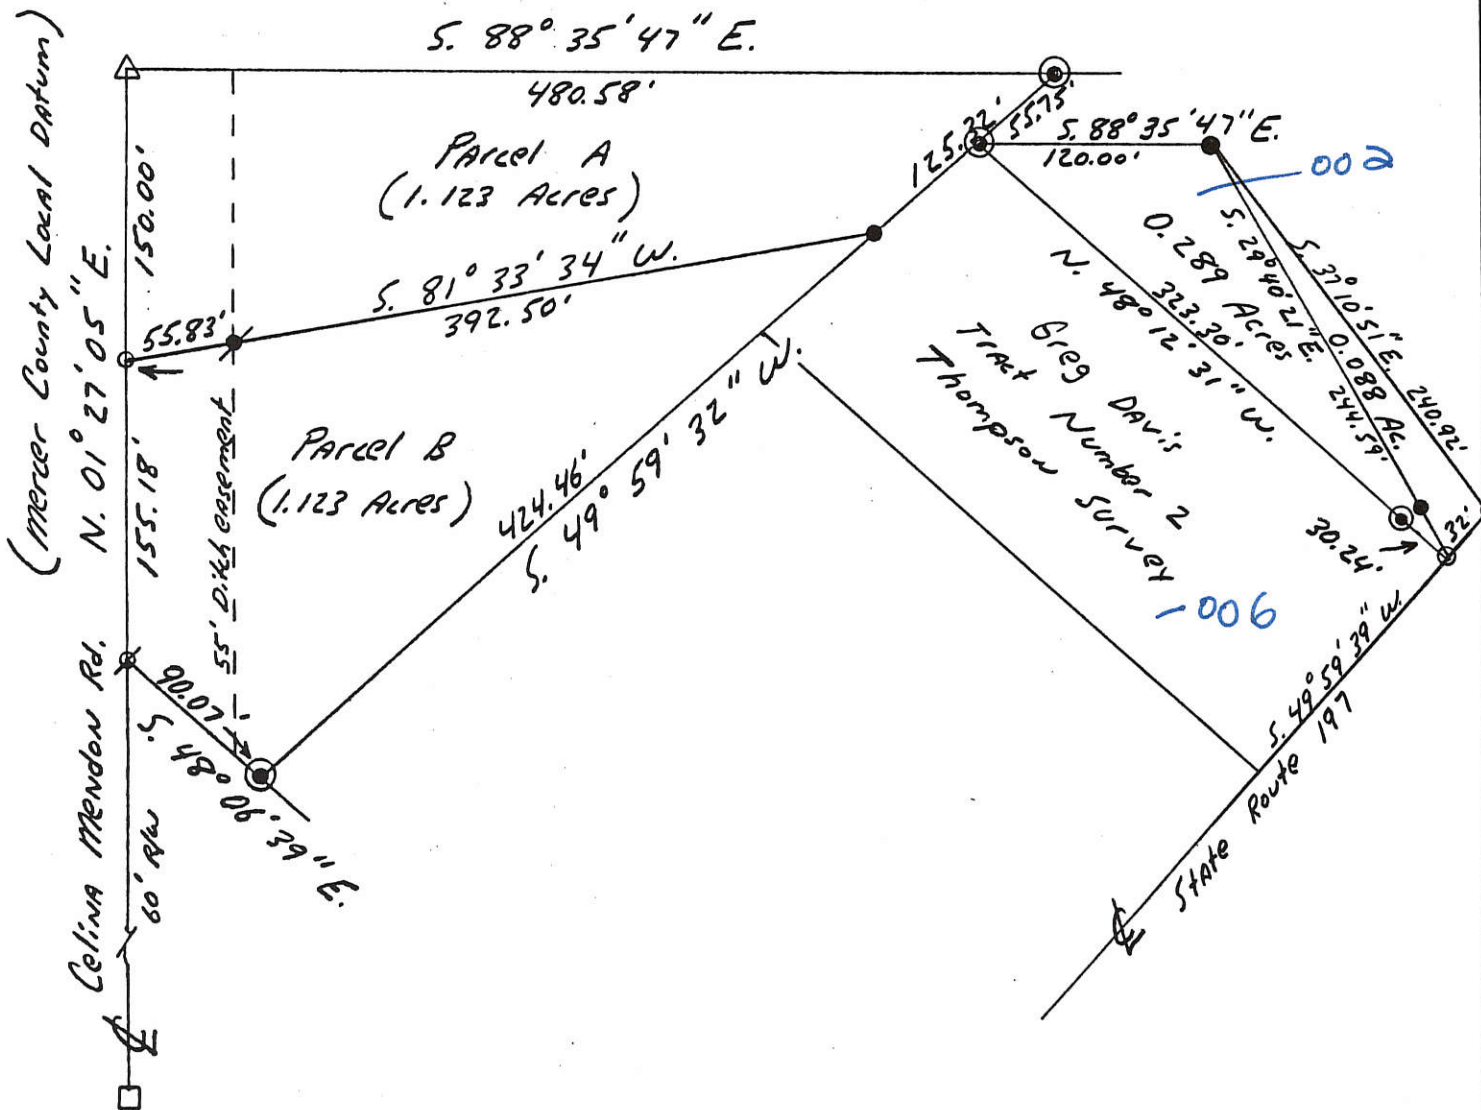 S. 88° 35' 47" E.
480.58'
(Mercer County Local Datum)
N. 01° 27' 05" E.
150.00'
155.18'
Parcel A
(1.123 Acres)
125.22'
55.73'
S. 88° 35' 47" E.
120.00'
002
S. 81° 33' 34" W.
392.50'
55.83'
55' Ditch easement
Parcel B
(1.123 Acres)
424.46'
S. 49° 59' 32" W.
N. 48° 12' 31" W.
323.30'
0.289 Acres
S. 29° 40' 21" E.
244.59'
0.088 Ac.
S. 37° 10' 51" E. 240.92'
Greg Davis
Tract Number 2
Thompson Survey
-006
30.24'
32'
S. 49° 59' 39" W.
State Route 197
90.07'
S 48° 06' 39" E.
Celina Mendon Rd.
60' R/W